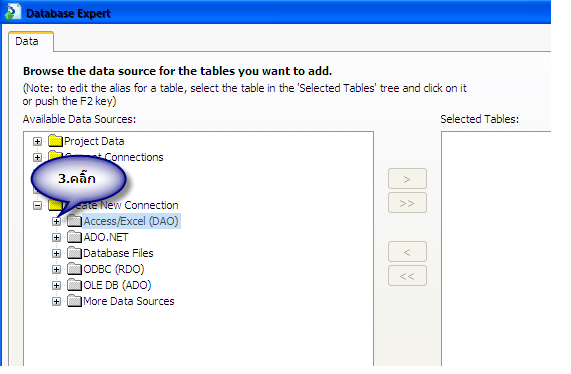 Database Expert
Data
Browse the data source for the tables you want to add.
(Note: to edit the alias for a table, select the table in the 'Selected Tables' tree and click on it
or push the F2 key)
Available Data Sources:
Selected Tables:
Project Data
Connections
3.คลิ๊ก
New Connection
Access/Excel (DAO)
ADO.NET
Database Files
ODBC (RDO)
OLE DB (ADO)
More Data Sources
>
>>
<
<<